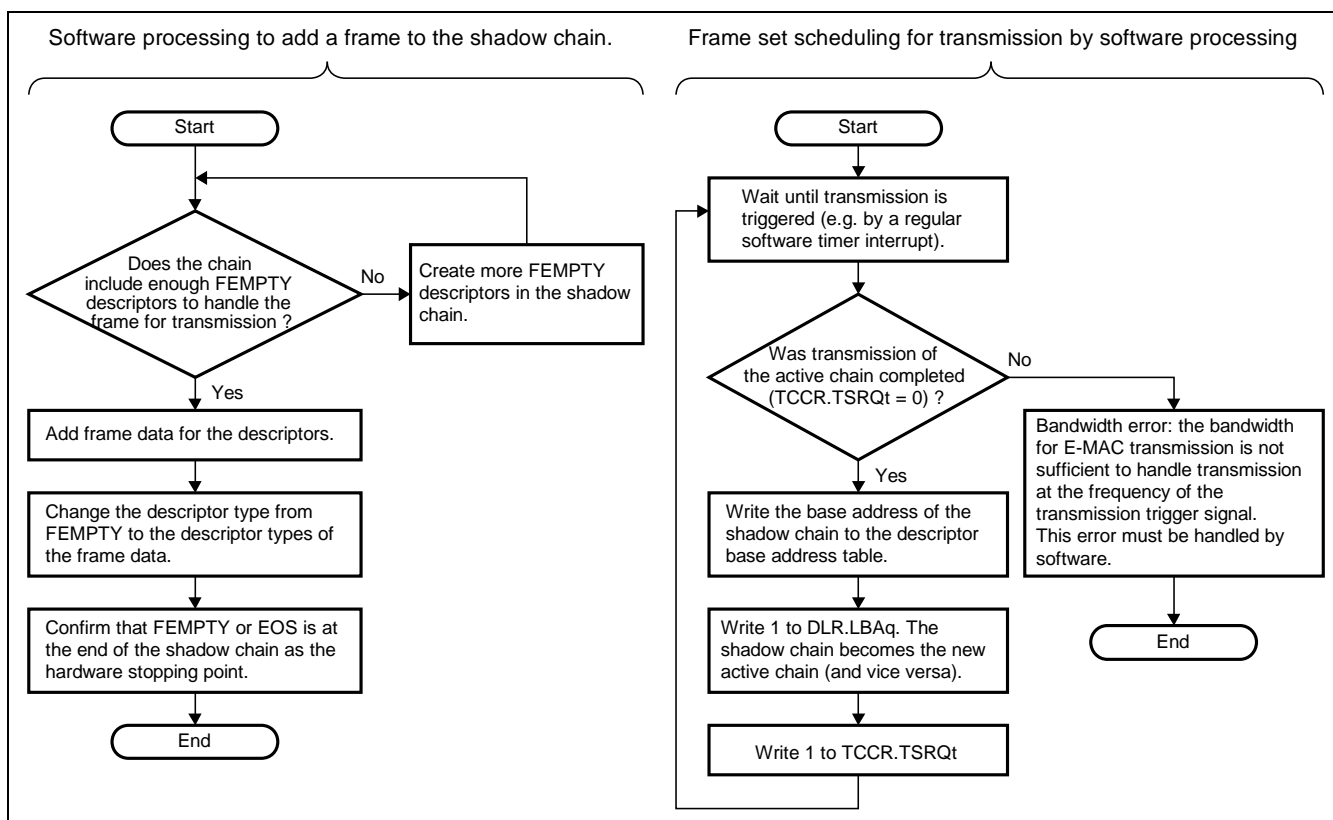 Software processing to add a frame to the shadow chain.
Start
Does the chain
include enough FEMPTY
descriptors to handle the
frame for transmission ?
No
Create more FEMPTY
descriptors in the shadow
chain.
Yes
Add frame data for the descriptors.
Change the descriptor type from
FEMPTY to the descriptor types of
the frame data.
Confirm that FEMPTY or EOS is at
the end of the shadow chain as the
hardware stopping point.
End
Frame set scheduling for transmission by software processing
Start
Wait until transmission is
triggered (e.g. by a regular
software timer interrupt).
Was transmission of
the active chain completed
(TCCR.TSRQt = 0) ?
No
Bandwidth error: the bandwidth
for E-MAC transmission is not
sufficient to handle transmission
at the frequency of the
transmission trigger signal.
This error must be handled by
software.
End
Yes
Write the base address of the
shadow chain to the descriptor
base address table.
Write 1 to DLR.LBAq. The
shadow chain becomes the new
active chain (and vice versa).
Write 1 to TCCR.TSRQt